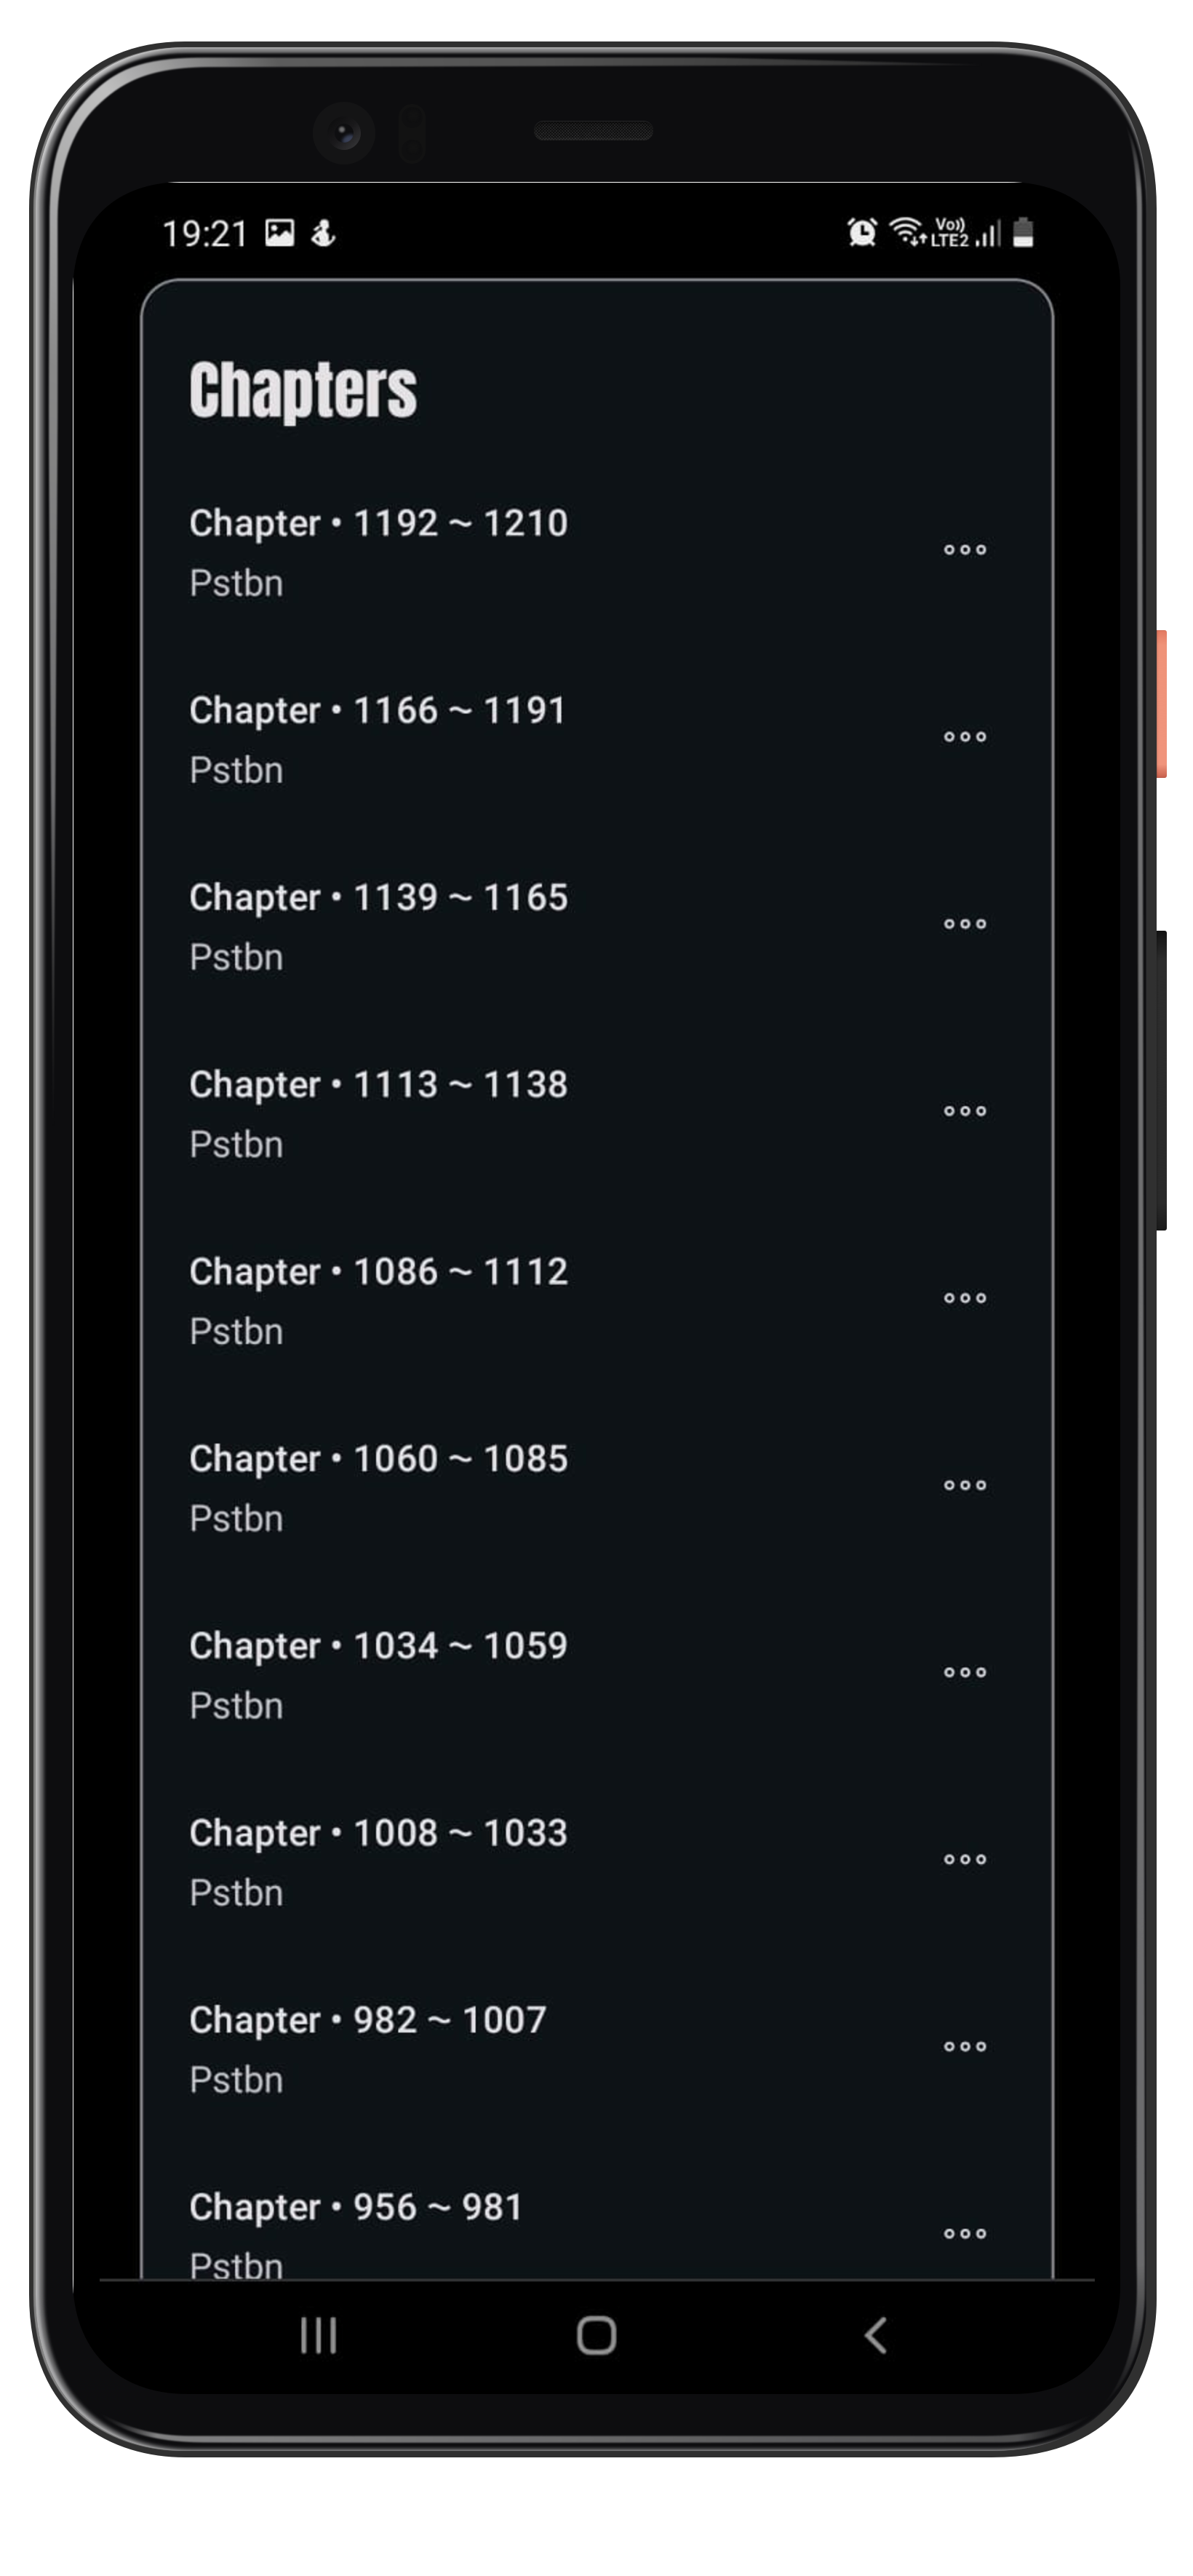 19:21
Vo))
LTE2
Chapters
Chapter • 1192 ~ 1210
Pstbn
Chapter • 1166 ~ 1191
Pstbn
Chapter • 1139 ~ 1165
Pstbn
Chapter • 1113 ~ 1138
Pstbn
Chapter • 1086 ~ 1112
Pstbn
Chapter • 1060 ~ 1085
Pstbn
Chapter • 1034 ~ 1059
Pstbn
Chapter • 1008 ~ 1033
Pstbn
Chapter • 982 ~ 1007
Pstbn
Chapter • 956 ~ 981
Pstbn